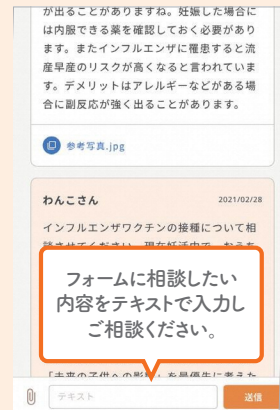 が出ることがありますね。妊娠した場合に
は内服できる薬を確認しておく必要があり
ます。またインフルエンザに罹患すると流
産早産のリスクが高くなると言われていま
す。デメリットはアレルギーなどがある場
合に副反応が強く出ることがあります。
参考写真.jpg
わんこさん
2021/02/28
インフルエンザワクチンの接種について相
フォームに相談したい
内容をテキストで入力し
ご相談ください。
「未来の子供への影響」を最優先に考えた
テキスト
送信